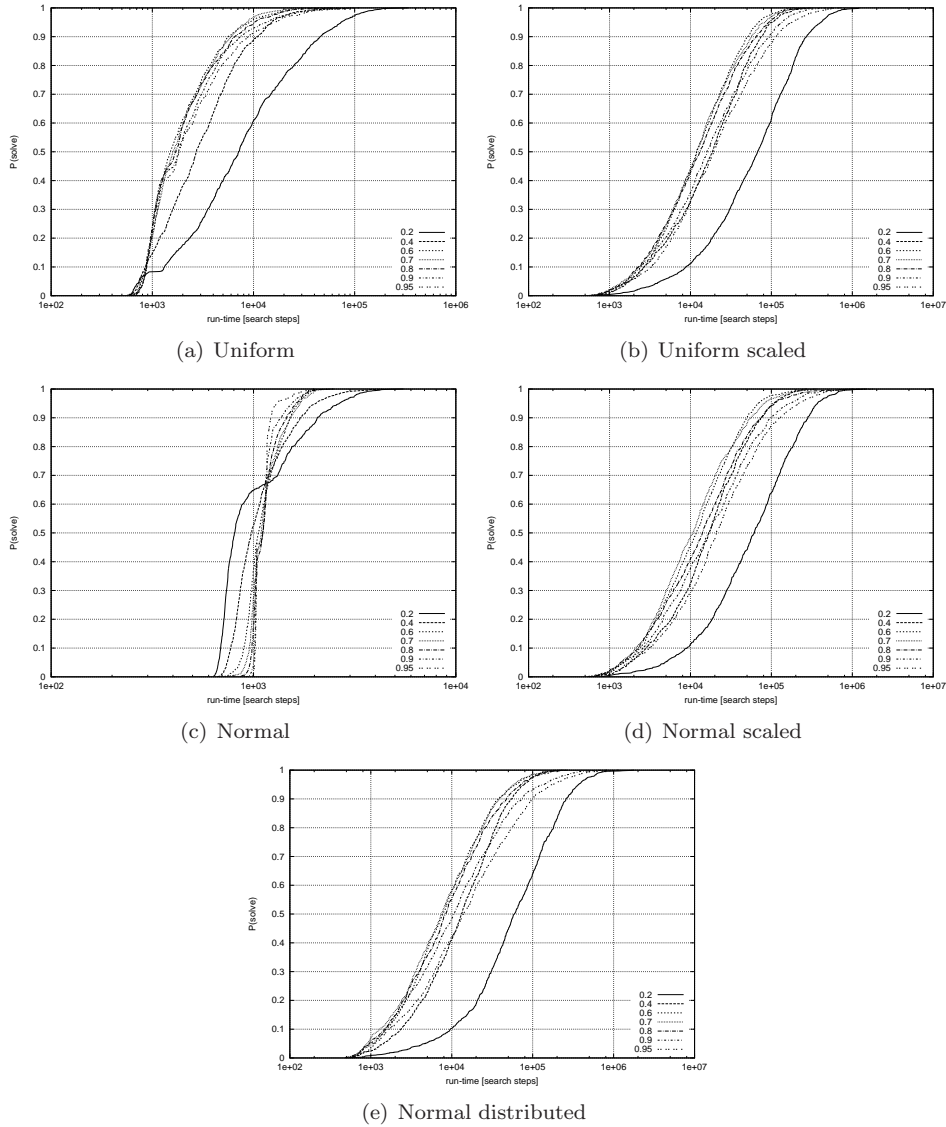 1
0.9
0.8
0.7
0.6
0.5
0.4
0.3
0.2
0.1
0
P(solve)
0.2
0.4
0.6
0.7
0.8
0.9
0.95
1e+02
1e+03
1e+04
1e+05
1e+06
run-time [search steps]
(a) Uniform
1
0.9
0.8
0.7
0.6
0.5
0.4
0.3
0.2
0.1
0
P(solve)
0.2
0.4
0.6
0.7
0.8
0.9
0.95
1e+02
1e+03
1e+04
1e+05
1e+06
1e+07
run-time [search steps]
(b) Uniform scaled
1
0.9
0.8
0.7
0.6
0.5
0.4
0.3
0.2
0.1
0
P(solve)
0.2
0.4
0.6
0.7
0.8
0.9
0.95
1e+02
1e+03
1e+04
run-time [search steps]
(c) Normal
1
0.9
0.8
0.7
0.6
0.5
0.4
0.3
0.2
0.1
0
P(solve)
0.2
0.4
0.6
0.7
0.8
0.9
0.95
1e+02
1e+03
1e+04
1e+05
1e+06
1e+07
run-time [search steps]
(d) Normal scaled
1
0.9
0.8
0.7
0.6
0.5
0.4
0.3
0.2
0.1
0
P(solve)
0.2
0.4
0.6
0.7
0.8
0.9
0.95
1e+02
1e+03
1e+04
1e+05
1e+06
1e+07
run-time [search steps]
(e) Normal distributed